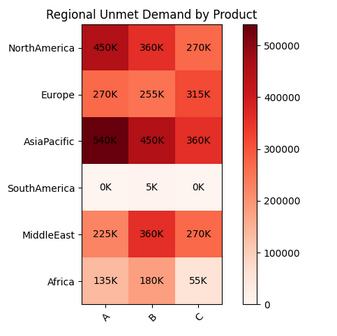 Regional Unmet Demand by Product
NorthAmerica 450K 360K 270K
Europe 270K 255K 315K
AsiaPacific 540K 450K 360K
SouthAmerica 0K 5K 0K
MiddleEast 225K 360K 270K
Africa 135K 180K 55K
A B C
500000
400000
300000
200000
100000
0